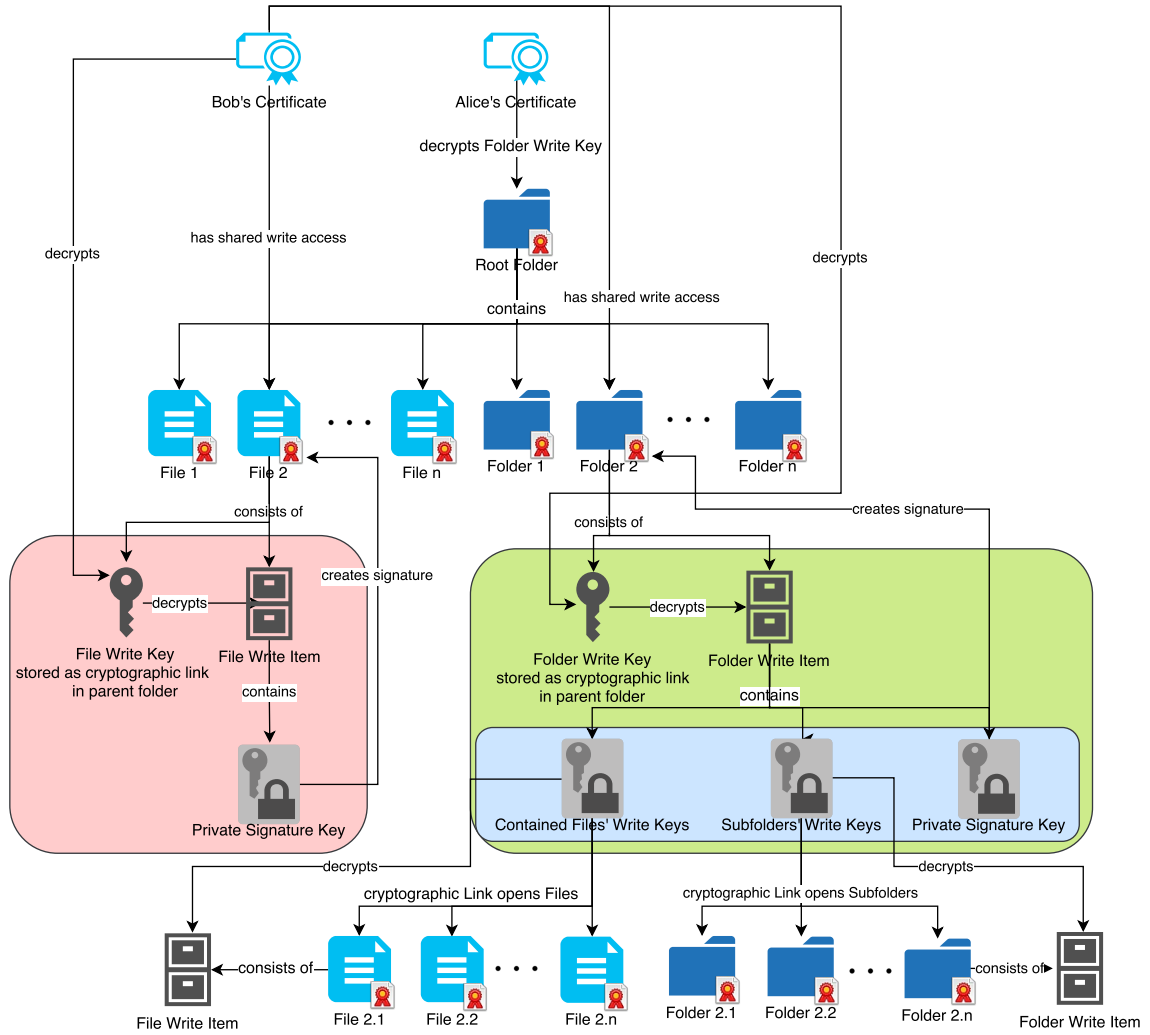 Bob's Certificate
Alice's Certificate
decrypts Folder Write Key
has shared write access
decrypts
decrypts
Root Folder
has shared write access
contains
File 1
File 2
File n
Folder 1
Folder 2
Folder n
consists of
creates signature
consists of
creates signature
decrypts
decrypts
File Write Key
stored as cryptographic link
in parent folder
File Write Item
Folder Write Key
stored as cryptographic link
in parent folder
Folder Write Item
contains
contains
Private Signature Key
Contained Files' Write Keys
Subfolders' Write Keys
Private Signature Key
decrypts
decrypts
cryptographic Link opens Files
cryptographic Link opens Subfolders
consists of
consists of
File Write Item
File 2.1
File 2.2
File 2.n
Folder 2.1
Folder 2.2
Folder 2.n
Folder Write Item